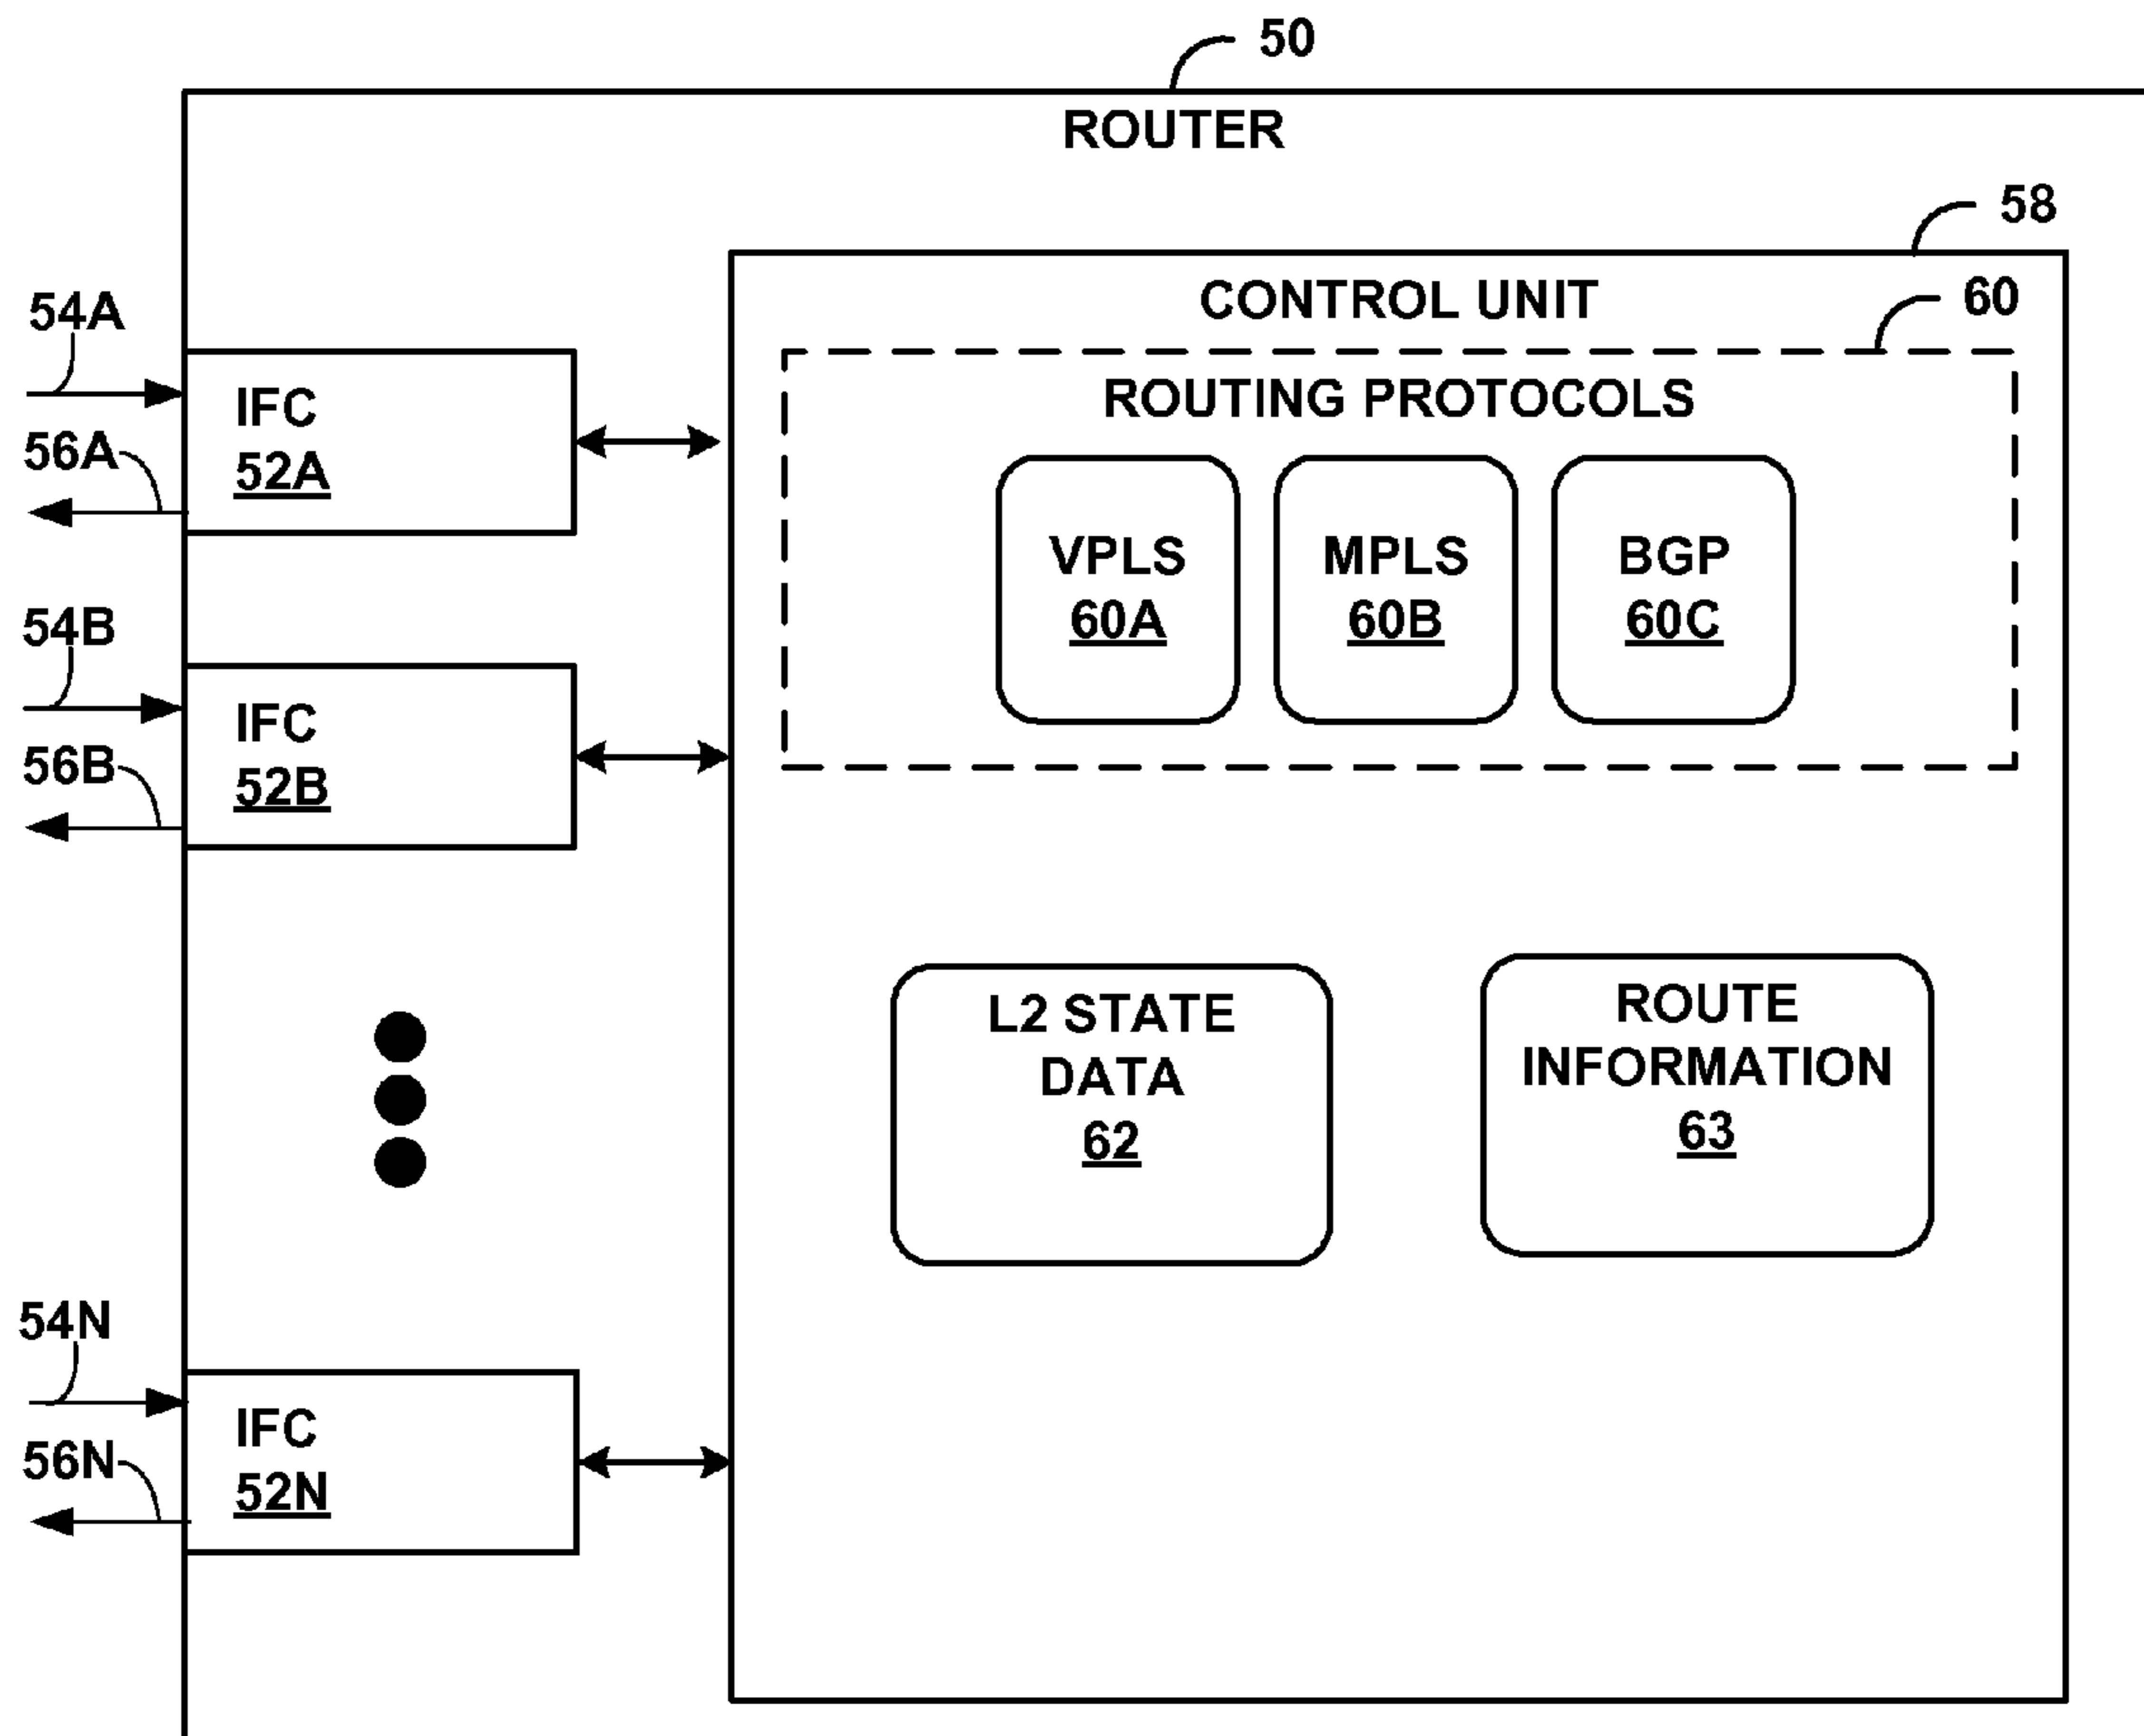 50
ROUTER
58
CONTROL UNIT
60
ROUTING PROTOCOLS
VPLS
60A
MPLS
60B
BGP
60C
54A
IFC
52A
56A
54B
IFC
52B
56B
L2 STATE
DATA
62
ROUTE
INFORMATION
63
54N
IFC
52N
56N